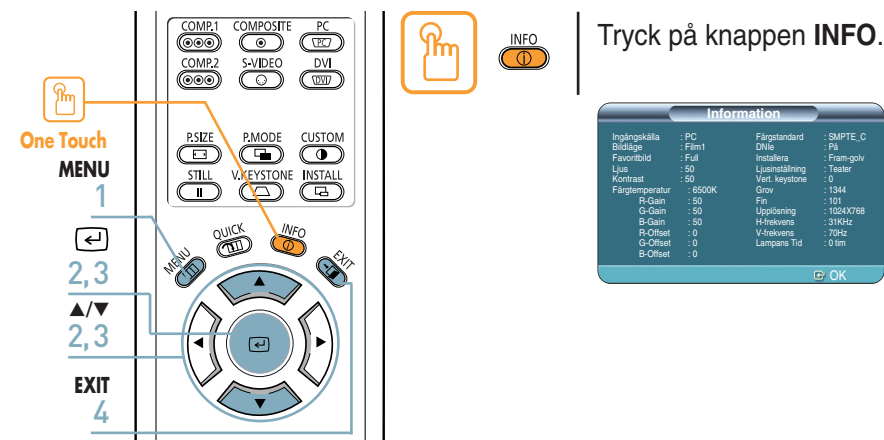 COMP.1 COMPOSITE PC
PC
COMP.2 S-VIDEO DVI
DVI
P.SIZE P.MODE CUSTOM
STILL V.KEYSTONE INSTALL
MENU QUICK INFO EXIT
One Touch
MENU
1
2, 3
▲/▼
2, 3
EXIT
4
INFO
Tryck på knappen INFO.
Information
Ingångskälla : PC Färgstandard : SMPTE_C
Bildläge : Film1 DNIe : På
Favoritbild : Full Installera : Fram-golv
Ljus : 50 Ljusinställning : Teater
Kontrast : 50 Vert. keystone : 0
Färgtemperatur : 6500K Grov : 1344
R-Gain : 50 Fin : 101
G-Gain : 50 Upplösning : 1024X768
B-Gain : 50 H-frekvens : 31KHz
R-Offset : 0 V-frekvens : 70Hz
G-Offset : 0 Lampans Tid : 0 tim
B-Offset : 0
OK